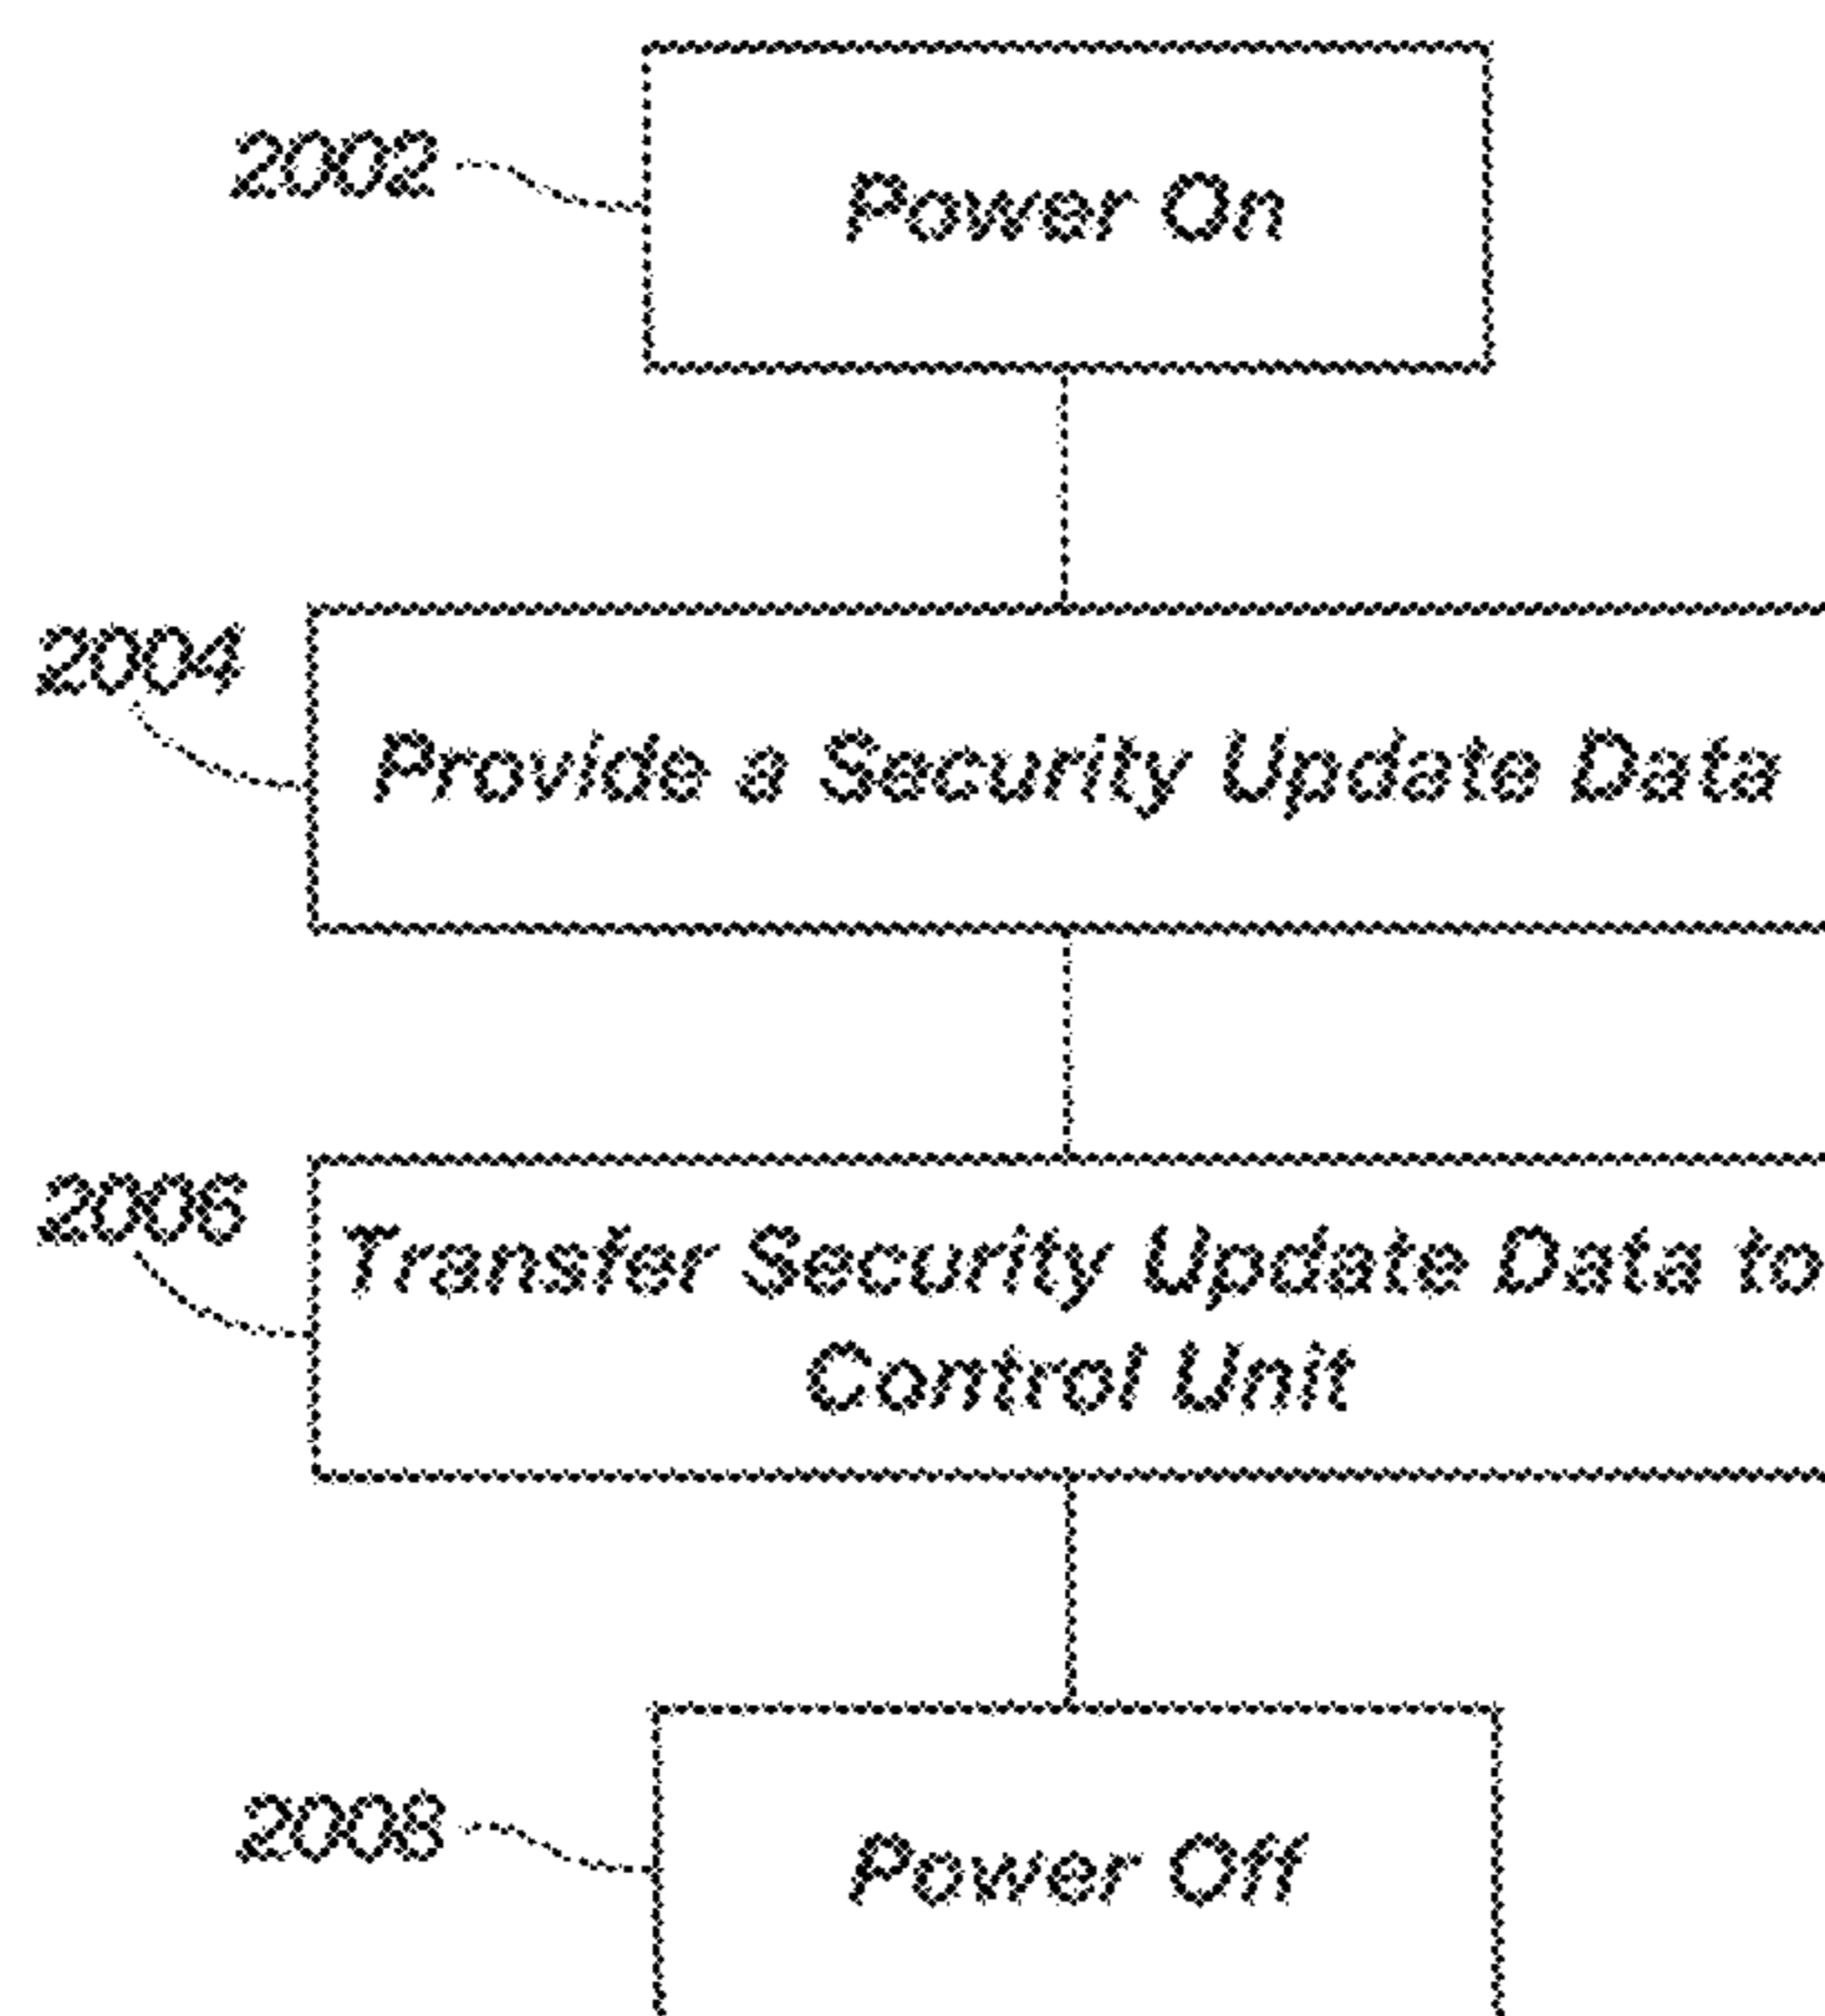 2002
Power On
2004
Provide a Security Update Data
2006
Transfer Security Update Data to
Control Unit
2008
Power Off